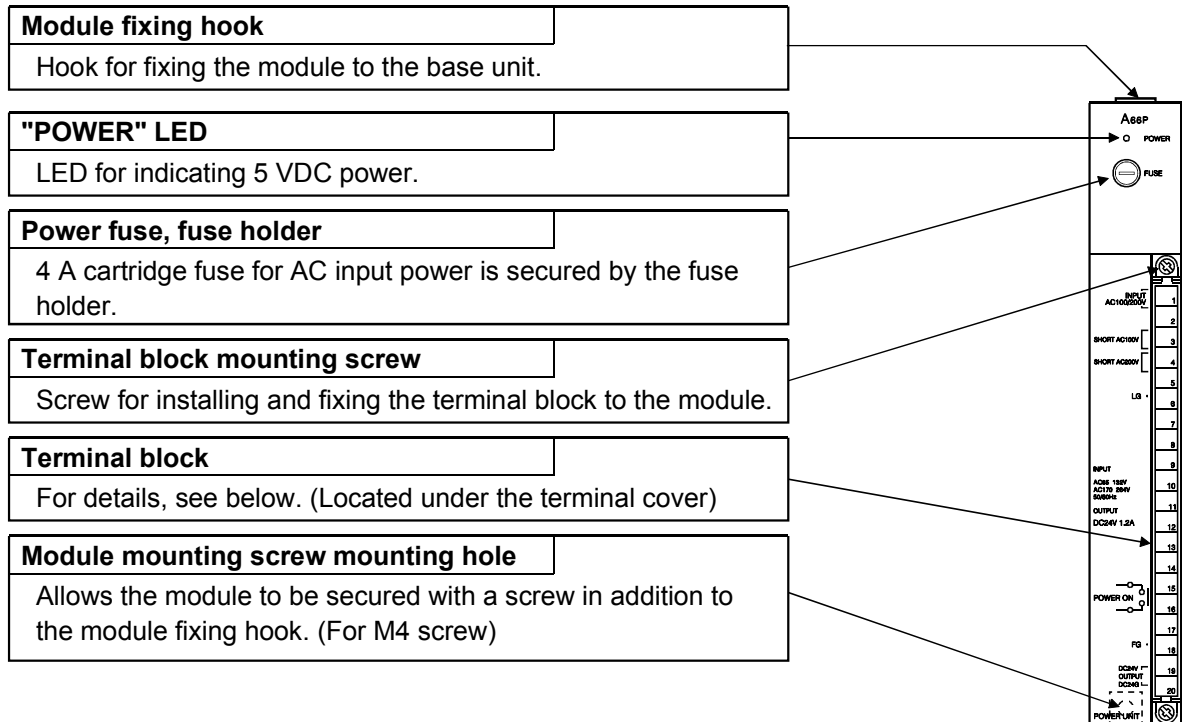 Module fixing hook
Hook for fixing the module to the base unit.
"POWER" LED
LED for indicating 5 VDC power.
Power fuse, fuse holder
4 A cartridge fuse for AC input power is secured by the fuse
holder.
Terminal block mounting screw
Screw for installing and fixing the terminal block to the module.
Terminal block
For details, see below. (Located under the terminal cover)
Module mounting screw mounting hole
Allows the module to be secured with a screw in addition to
the module fixing hook. (For M4 screw)
A66P
POWER
FUSE
INPUT
AC100/200V
1
2
SHORT AC100V
3
SHORT AC200V
4
5
LG
6
7
8
9
INPUT
AC85 132V
AC170 264V
50/60Hz
10
OUTPUT
11
DC24V 1.2A
12
13
14
15
POWER ON
16
17
FG
18
DC24V
OUTPUT
19
DC24G
20
POWER UNIT